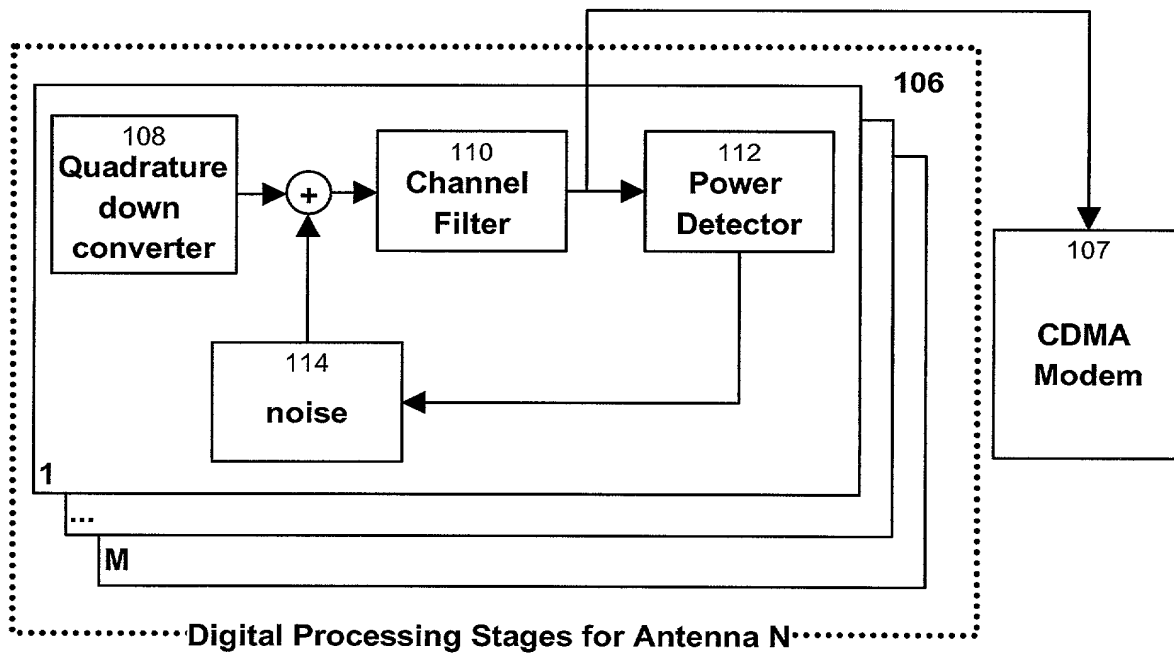 106
108
Quadrature
down
converter
+
110
Channel
Filter
112
Power
Detector
107
CDMA
Modem
114
noise
1
...
M
Digital Processing Stages for Antenna N